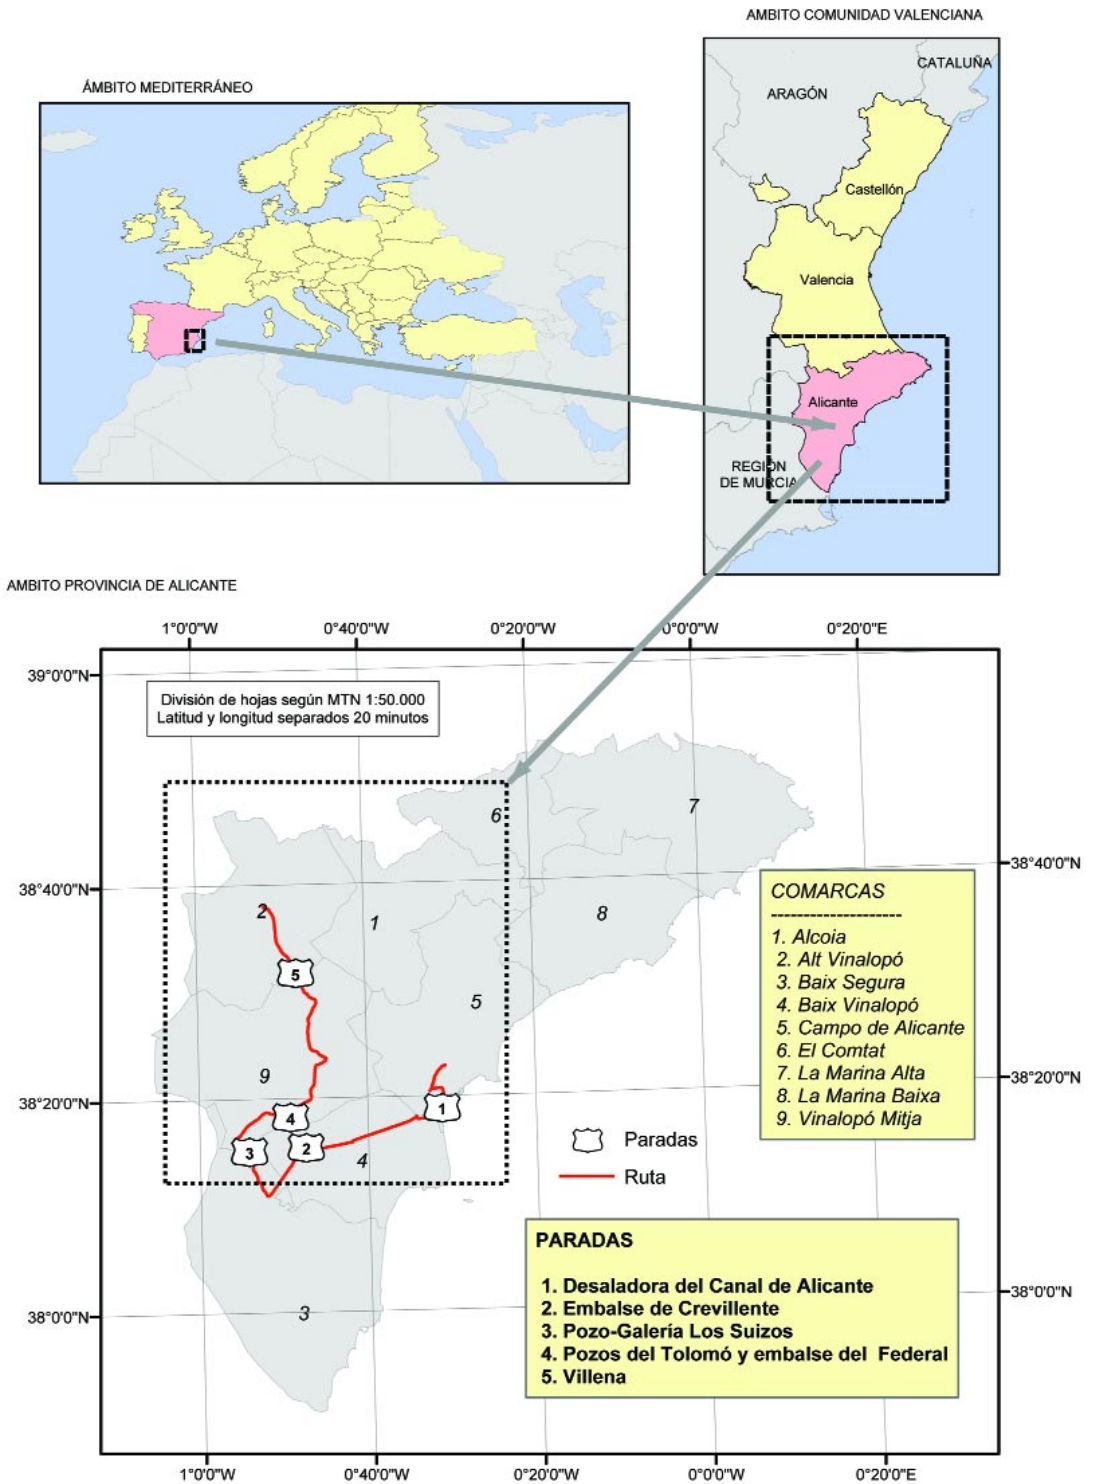 AMBITO COMUNIDAD VALENCIANA
CATALUÑA
ARAGÓN
Castellón
Valencia
Alicante
REGIÓN
DE MURCIA
ÁMBITO MEDITERRÁNEO
AMBITO PROVINCIA DE ALICANTE
1°0'0"W
0°40'0"W
0°20'0"W
0°0'0"W
0°20'0"E
39°0'0"N
División de hojas según MTN 1:50.000
Latitud y longitud separados 20 minutos
6
7
38°40'0"N
38°40'0"N
2
1
8
5
5
COMARCAS
--------------------
1. Alcoia
2. Alt Vinalopó
3. Baix Segura
4. Baix Vinalopó
5. Campo de Alicante
6. El Comtat
7. La Marina Alta
8. La Marina Baixa
9. Vinalopó Mitja
9
38°20'0"N
38°20'0"N
1
4
2
3
4
Paradas
Ruta
PARADAS
1. Desaladora del Canal de Alicante
2. Embalse de Crevillente
3. Pozo-Galería Los Suizos
4. Pozos del Tolomó y embalse del Federal
5. Villena
3
38°0'0"N
38°0'0"N
1°0'0"W
0°40'0"W
0°20'0"W
0°0'0"W
0°20'0"E